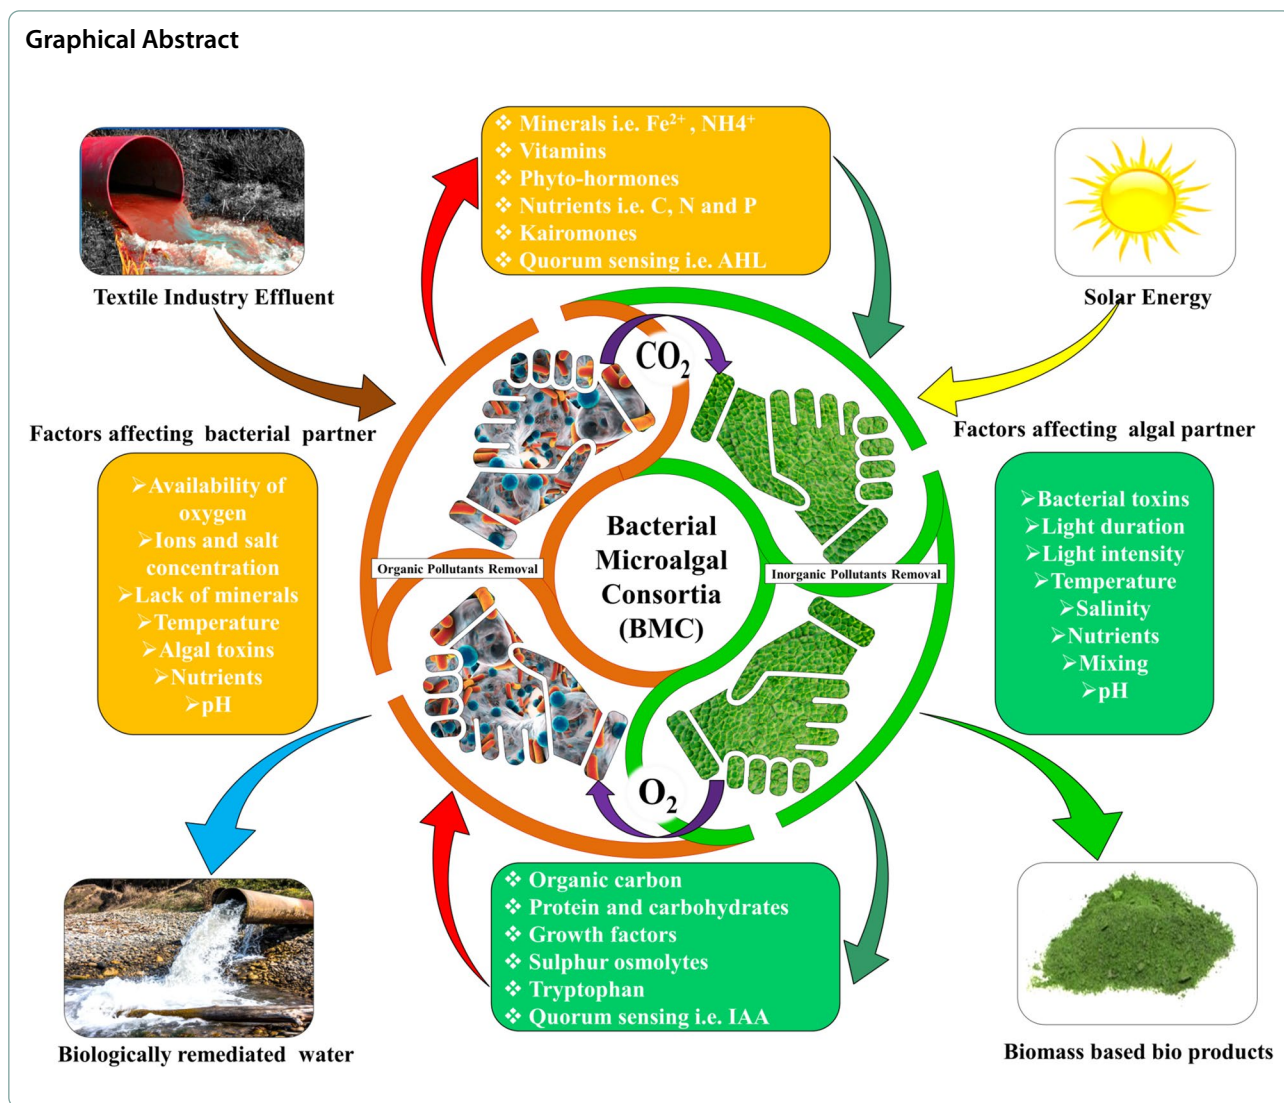 Graphical Abstract
❖ Minerals i.e. Fe²⁺ , NH4⁺
❖ Vitamins
❖ Phyto-hormones
❖ Nutrients i.e. C, N and P
❖ Kairomones
❖ Quorum sensing i.e. AHL
Textile Industry Effluent
Solar Energy
CO₂
Factors affecting bacterial partner
➢Availability of
oxygen
➢Ions and salt
concentration
➢Lack of minerals
➢Temperature
➢Algal toxins
➢Nutrients
➢pH
Organic Pollutants Removal
Bacterial
Microalgal
Consortia
(BMC)
Inorganic Pollutants Removal
Factors affecting algal partner
➢Bacterial toxins
➢Light duration
➢Light intensity
➢Temperature
➢Salinity
➢Nutrients
➢Mixing
➢pH
O₂
❖ Organic carbon
❖ Protein and carbohydrates
❖ Growth factors
❖ Sulphur osmolytes
❖ Tryptophan
❖ Quorum sensing i.e. IAA
Biologically remediated water
Biomass based bio products